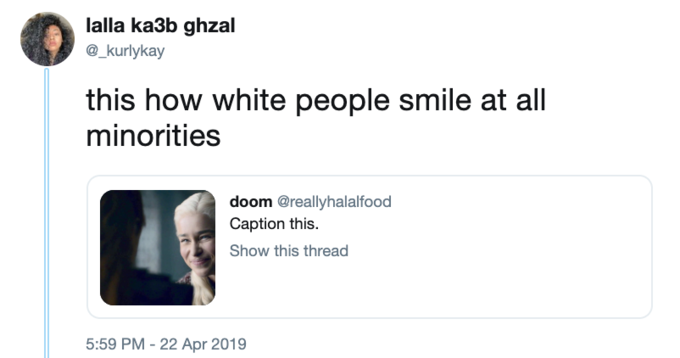 lalla ka3b ghzal
@_kurlykay
this how white people smile at all
minorities
doom @reallyhalalfood
Caption this.
Show this thread
5:59 PM - 22 Apr 2019